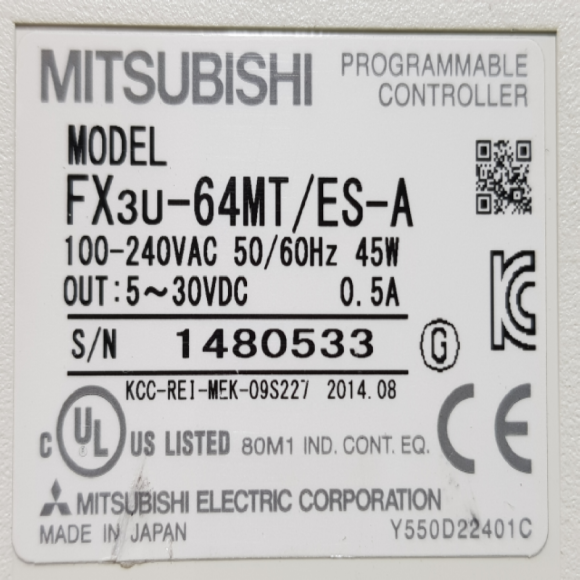 MITSUBISHI
PROGRAMMABLE
CONTROLLER
MODEL
FX3U-64MT/ES-A
100-240VAC 50/60Hz 45W
OUT:5~30VDC 0.5A
S/N 1480533 G
KCC-REI-MEK-09S227 2014.08
C UL US LISTED 80M1 IND. CONT. EQ. CE
MITSUBISHI ELECTRIC CORPORATION
MADE IN JAPAN Y550D22401C